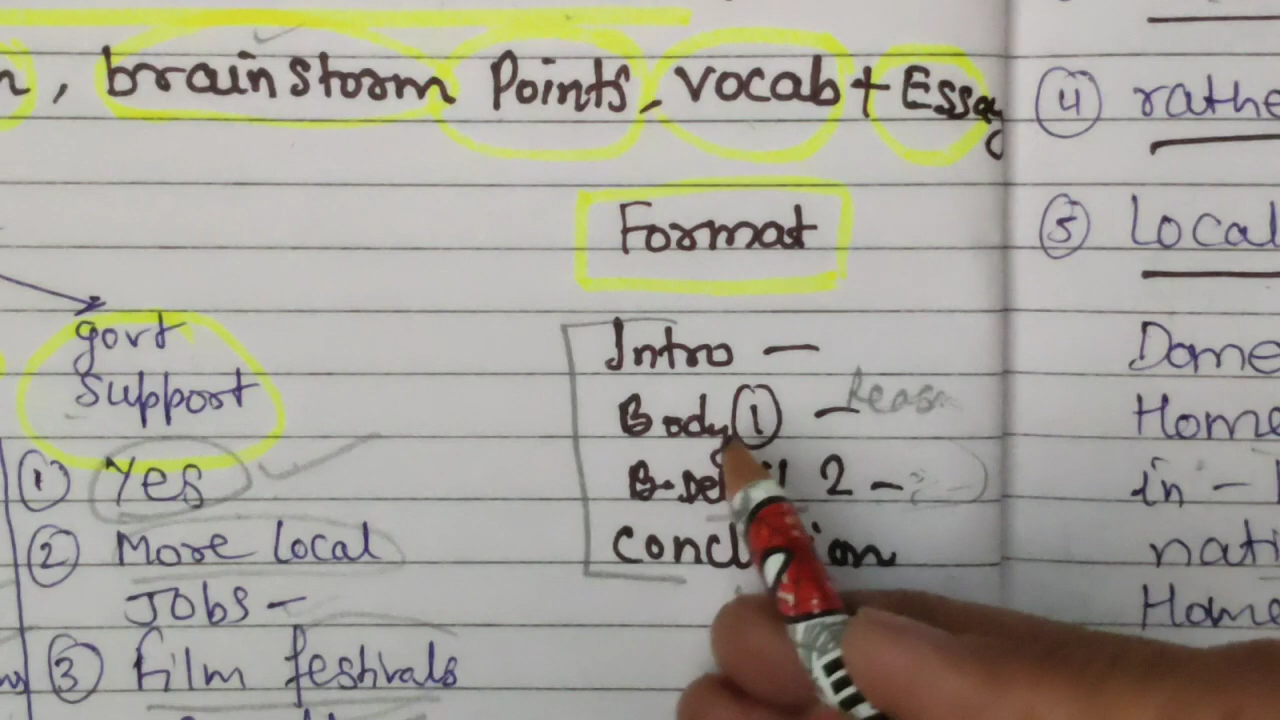 , brainstorm Points, vocab + Essay
Format
govt
support
① Yes
② More local
Jobs -
③ film festivals
Intro -
Body ① - Reason
2 -
④ rathe
⑤ Local
Dome
Home
in -
nati
Home